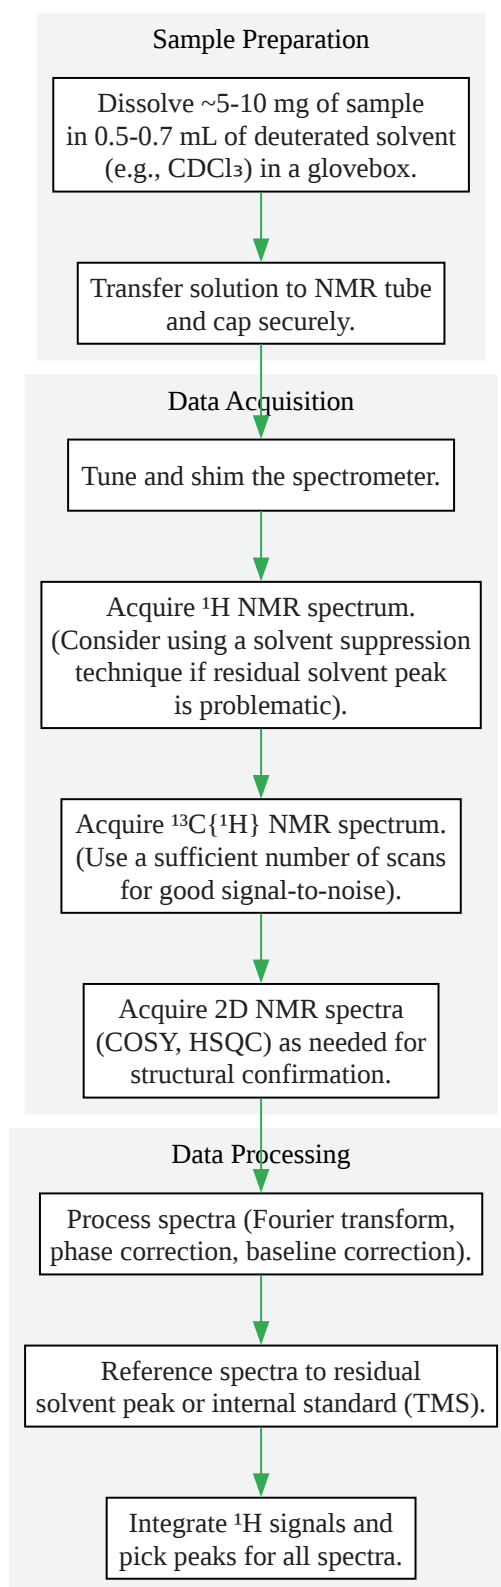 Sample Preparation
Dissolve ~5-10 mg of sample
in 0.5-0.7 mL of deuterated solvent
(e.g., CDCl₃) in a glovebox.
Transfer solution to NMR tube
and cap securely.
Data Acquisition
Tune and shim the spectrometer.
Acquire ¹H NMR spectrum.
(Consider using a solvent suppression
technique if residual solvent peak
is problematic).
Acquire ¹³C{¹H} NMR spectrum.
(Use a sufficient number of scans
for good signal-to-noise).
Acquire 2D NMR spectra
(COSY, HSQC) as needed for
structural confirmation.
Data Processing
Process spectra (Fourier transform,
phase correction, baseline correction).
Reference spectra to residual
solvent peak or internal standard (TMS).
Integrate ¹H signals and
pick peaks for all spectra.